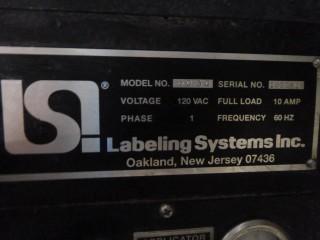 LSI ®
MODEL NO. SERIAL NO.
VOLTAGE 120 VAC FULL LOAD 10 AMP
PHASE 1 FREQUENCY 60 HZ
Labeling Systems Inc.
Oakland, New Jersey 07436
APPLICATOR